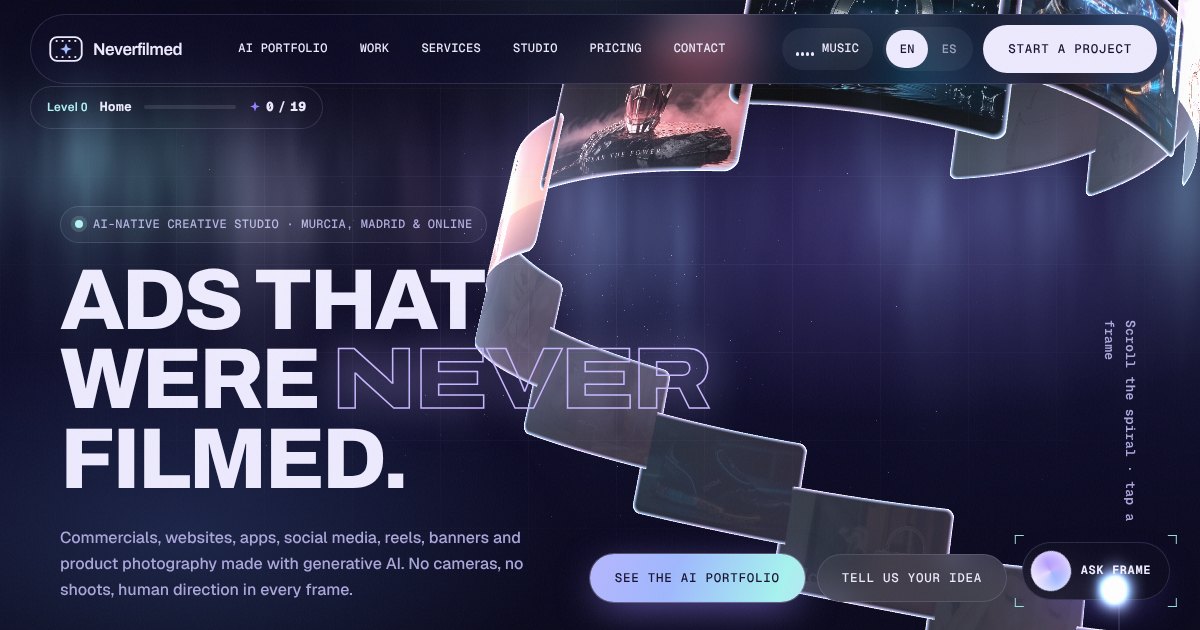 Neverfilmed
AI PORTFOLIO
WORK
SERVICES
STUDIO
PRICING
CONTACT
MUSIC
EN
ES
START A PROJECT
Level 0 Home
0 / 19
AI-NATIVE CREATIVE STUDIO · MURCIA, MADRID & ONLINE
ADS THAT
WERE NEVER
FILMED.
Commercials, websites, apps, social media, reels, banners and
product photography made with generative AI. No cameras, no
shoots, human direction in every frame.
SEE THE AI PORTFOLIO
TELL US YOUR IDEA
Scroll the spiral · tap a
frame
ASK FRAME